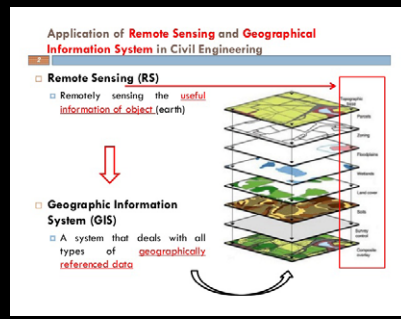 Application of Remote Sensing and Geographical
Information System in Civil Engineering
2
Remote Sensing (RS)
Remotely sensing the useful
information of object (earth)
Geographic Information
System (GIS)
A system that deals with all
types of geographically
referenced data
Topographic
base
Parcels
Zoning
Floodplains
Wetlands
Land cover
Soils
Survey
control
Composite
overlay